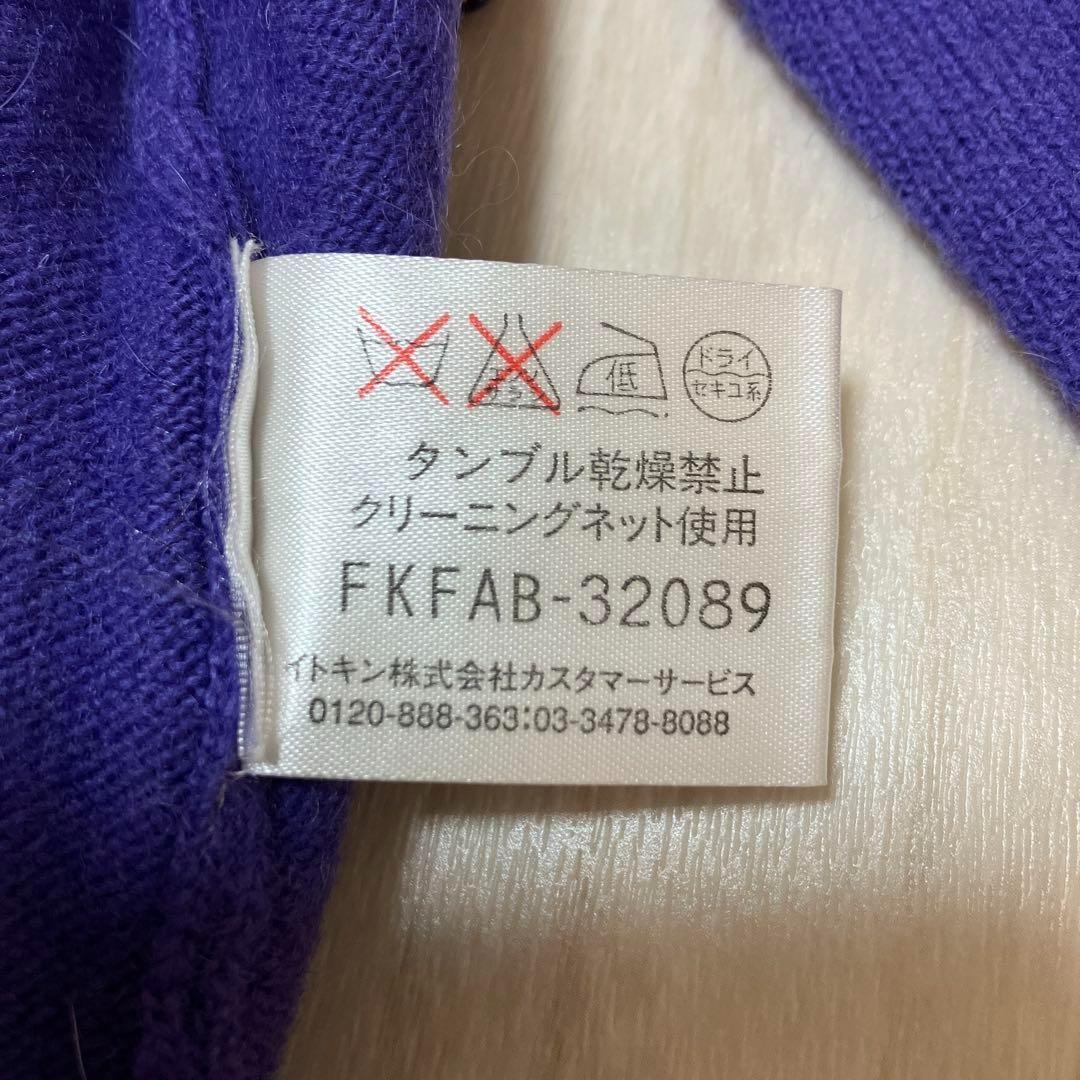 低
ドライ
セキユ系
タンブル乾燥禁止
クリーニングネット使用
FKFAB-32089
イトキン株式会社カスタマーサービス
0120-888-363:03-3478-8088